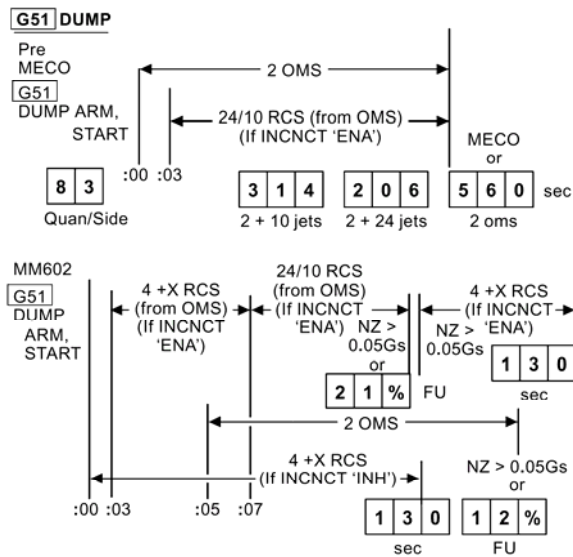 G51 DUMP
Pre
MECO
G51
DUMP ARM,
START
2 OMS
24/10 RCS (from OMS)
(If INCNCT 'ENA')
MECO
or
:00 :03
8 3
Quan/Side
3 1 4
2 + 10 jets
2 0 6
2 + 24 jets
5 6 0 sec
2 oms
MM602
G51
DUMP
ARM,
START
4 +X RCS
(from OMS)
(If INCNCT
'ENA')
24/10 RCS
(from OMS)
(If INCNCT
'ENA') NZ >
0.05Gs
or
2 1 % FU
4 +X RCS
(If INCNCT
'ENA')
NZ >
0.05Gs
1 3 0
sec
2 OMS
4 +X RCS
(If INCNCT 'INH')
NZ > 0.05Gs
or
:00 :03 :05 :07
1 3 0
sec
1 2 %
FU